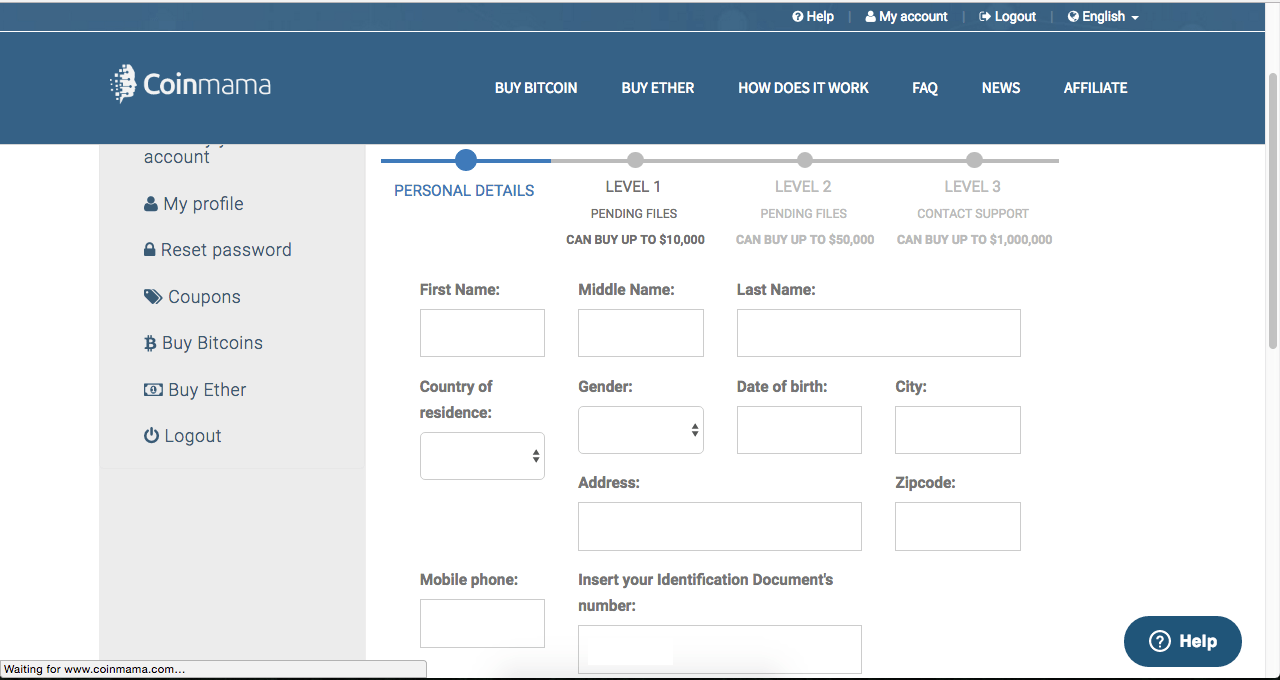 Help | My account | Logout | English
Coinmama
BUY BITCOIN BUY ETHER HOW DOES IT WORK FAQ NEWS AFFILIATE
account
My profile
Reset password
Coupons
Buy Bitcoins
Buy Ether
Logout
PERSONAL DETAILS
LEVEL 1
PENDING FILES
CAN BUY UP TO $10,000
LEVEL 2
PENDING FILES
CAN BUY UP TO $50,000
LEVEL 3
CONTACT SUPPORT
CAN BUY UP TO $1,000,000
First Name:
Middle Name:
Last Name:
Country of
residence:
Gender:
Date of birth:
City:
Address:
Zipcode:
Mobile phone:
Insert your Identification Document's
number:
Help
Waiting for www.coinmama.com...